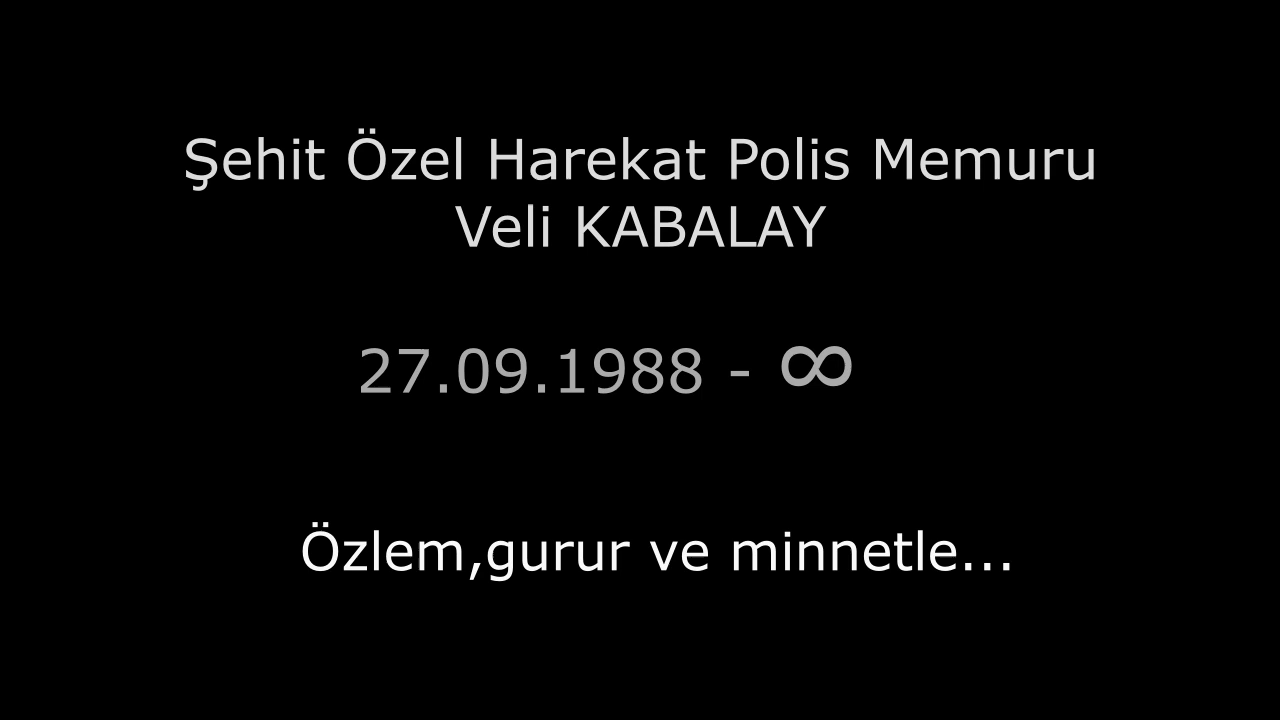 Şehit Özel Harekat Polis Memuru
Veli KABALAY
27.09.1988 - ∞
Özlem,gurur ve minnetle...